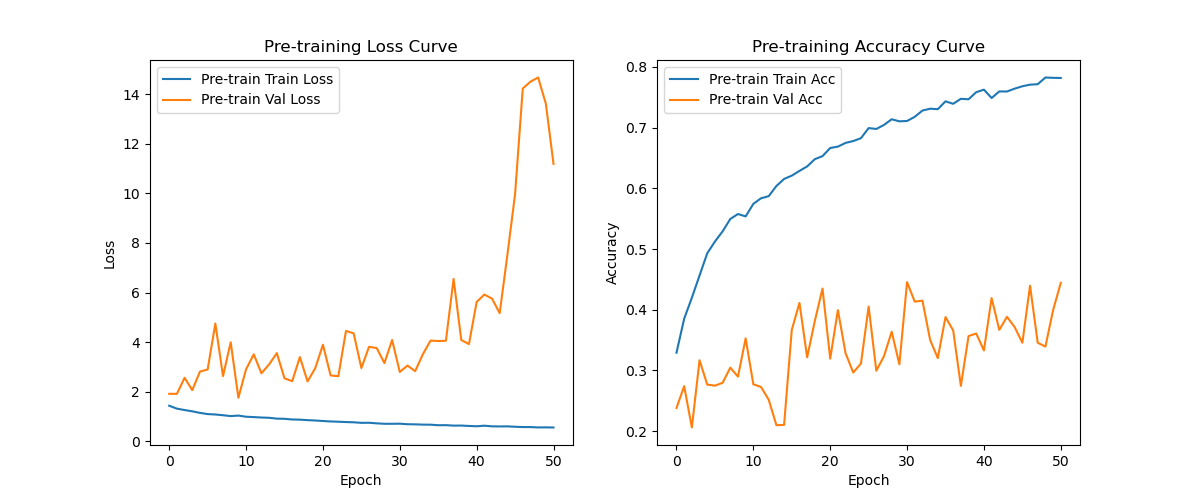 Pre-training Loss Curve
Pre-train Train Loss
Pre-train Val Loss
14
12
10
8
6
4
2
0
Loss
0
10
20
30
40
50
Epoch
Pre-training Accuracy Curve
Pre-train Train Acc
Pre-train Val Acc
0.8
0.7
0.6
0.5
0.4
0.3
0.2
Accuracy
0
10
20
30
40
50
Epoch